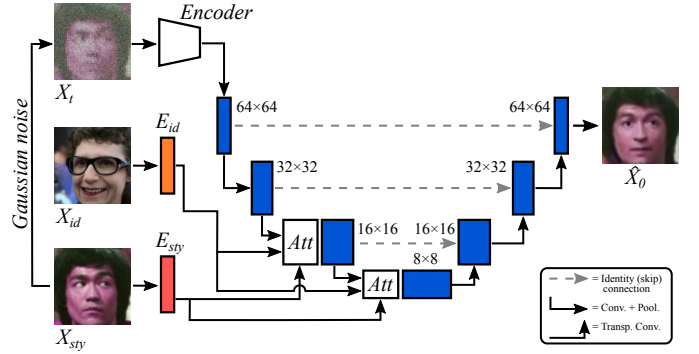 Encoder
X_t
64×64
64×64
Gaussian noise
E_id
32×32
32×32
X̂_0
X_id
16×16
16×16
Att
E_sty
8×8
Att
X_sty
= Identity (skip)
connection
= Conv. + Pool.
= Transp. Conv.